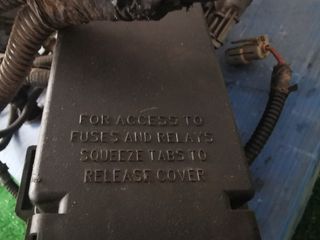 FOR ACCESS TO
FUSES AND RELAYS
SQUEEZE TABS TO
RELEASE COVER